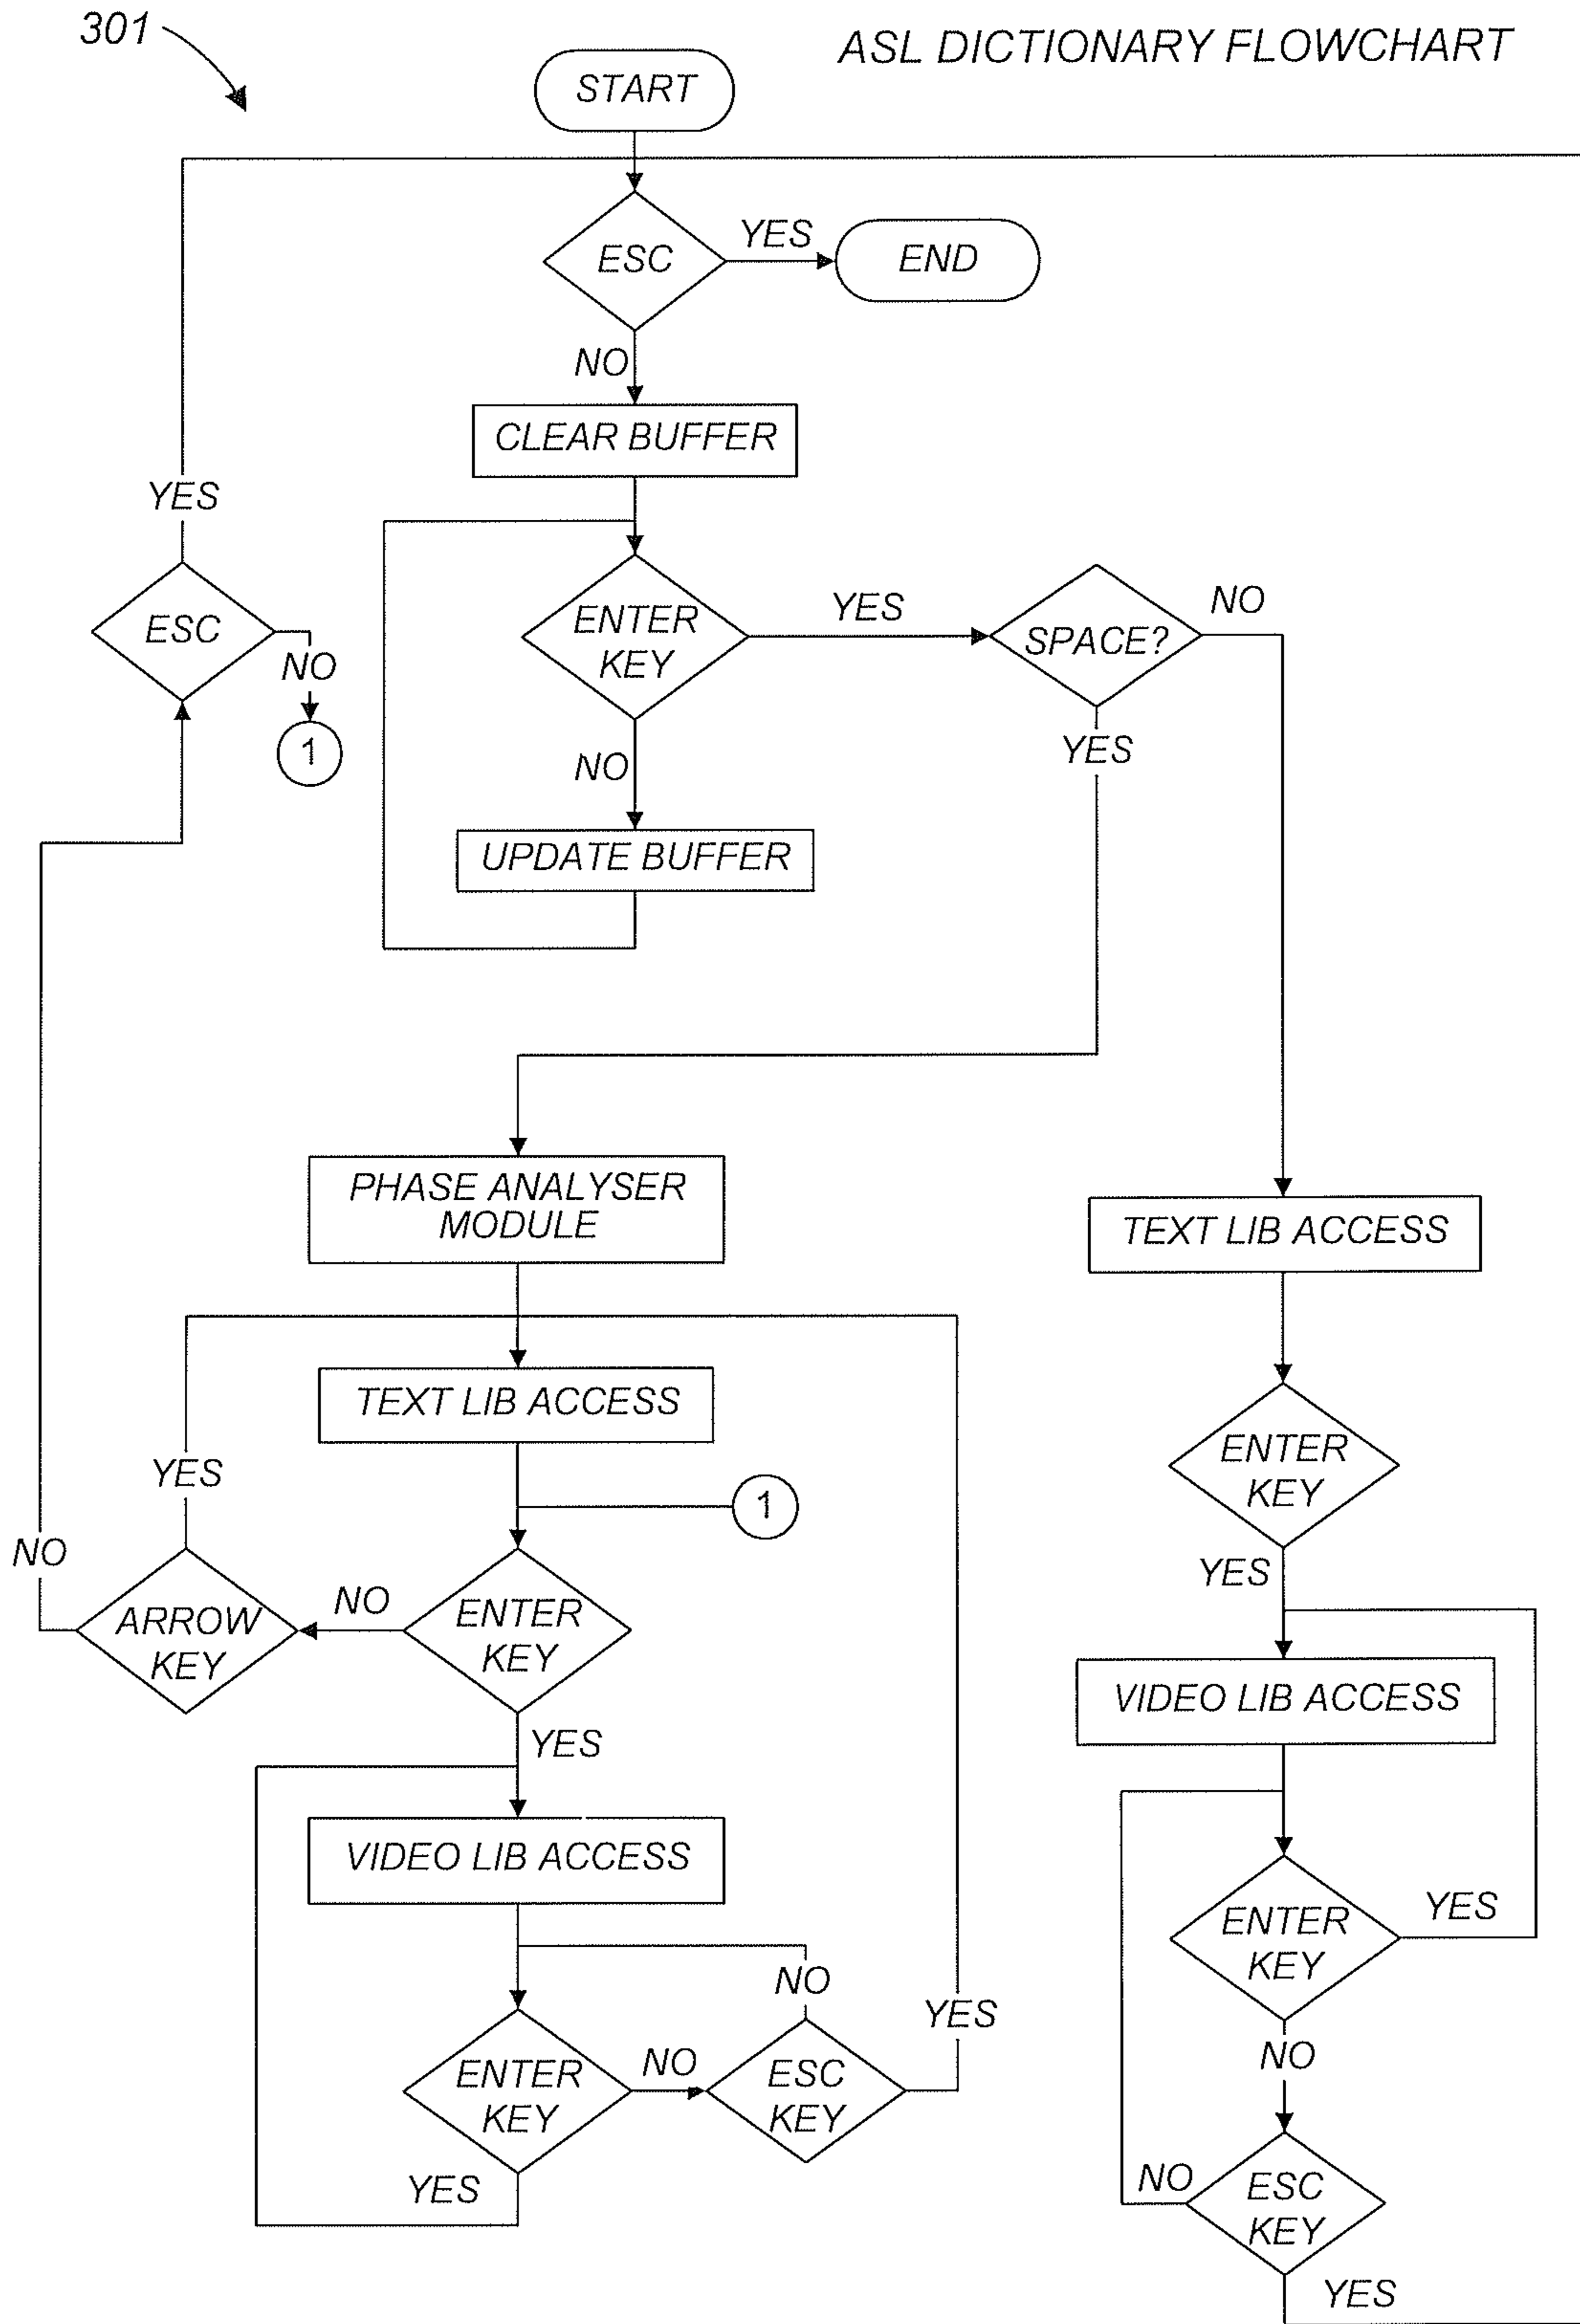 301
ASL DICTIONARY FLOWCHART
START
ESC
YES
END
NO
CLEAR BUFFER
YES
ESC
NO
1
ENTER
KEY
YES
SPACE?
NO
YES
NO
UPDATE BUFFER
PHASE ANALYSER
MODULE
TEXT LIB ACCESS
TEXT LIB ACCESS
YES
1
ENTER
KEY
NO
ARROW
KEY
NO
ENTER
KEY
YES
YES
VIDEO LIB ACCESS
VIDEO LIB ACCESS
ENTER
KEY
YES
NO
YES
ENTER
KEY
NO
ESC
KEY
NO
YES
NO
ESC
KEY
YES